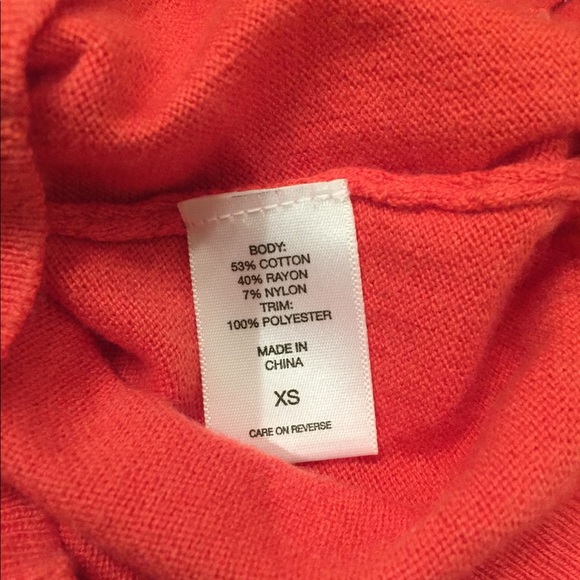 BODY:
53% COTTON
40% RAYON
7% NYLON
TRIM:
100% POLYESTER
MADE IN
CHINA
XS
CARE ON REVERSE